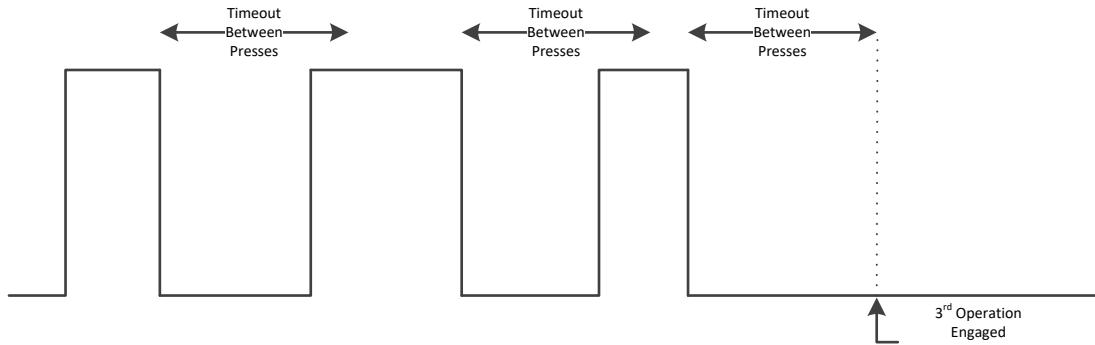 Timeout
Between
Presses
Timeout
Between
Presses
Timeout
Between
Presses
3rd Operation
Engaged